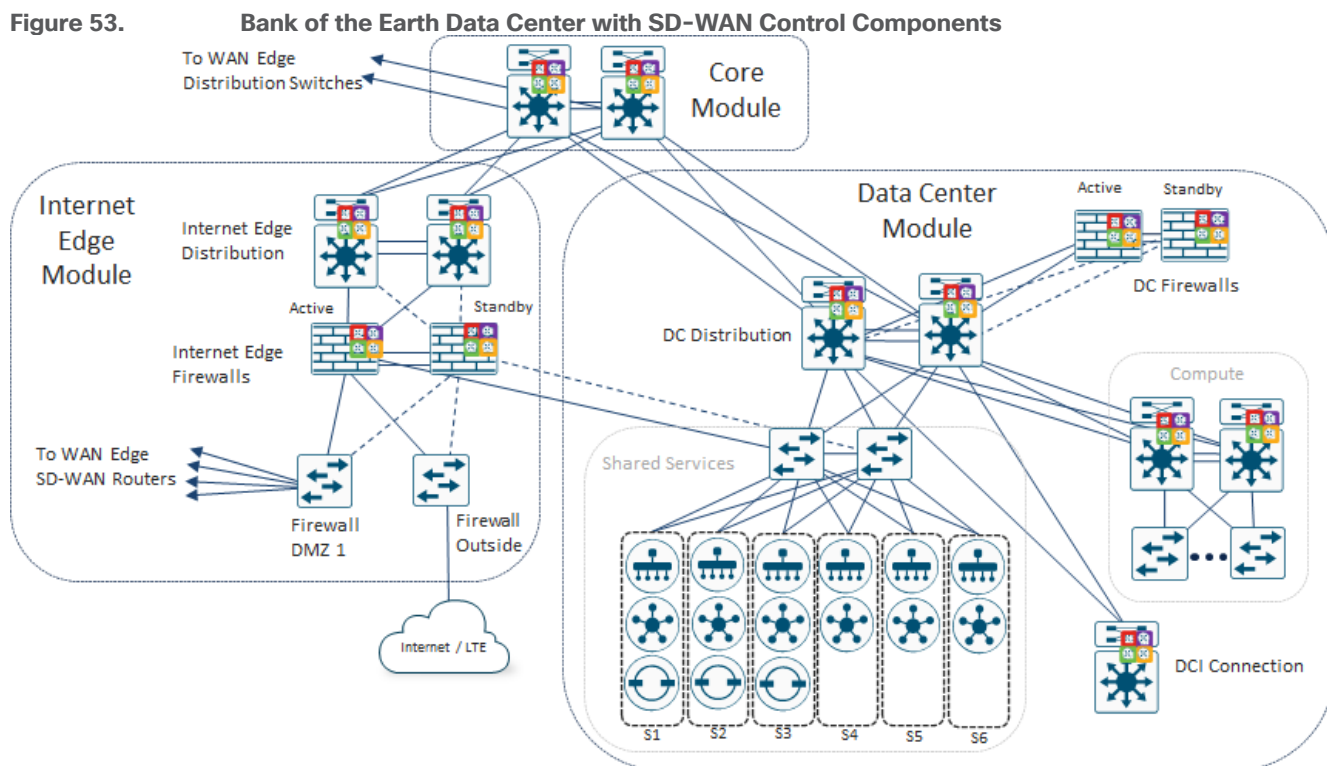 Figure 53. Bank of the Earth Data Center with SD-WAN Control Components
To WAN Edge
Distribution Switches
Core
Module
Internet
Edge
Module
Internet Edge
Distribution
Active
Standby
Internet Edge
Firewalls
To WAN Edge
SD-WAN Routers
Firewall
DMZ 1
Firewall
Outside
Internet / LTE
Data Center
Module
Active
Standby
DC Firewalls
DC Distribution
Compute
Shared Services
S1
S2
S3
S4
S5
S6
DCI Connection